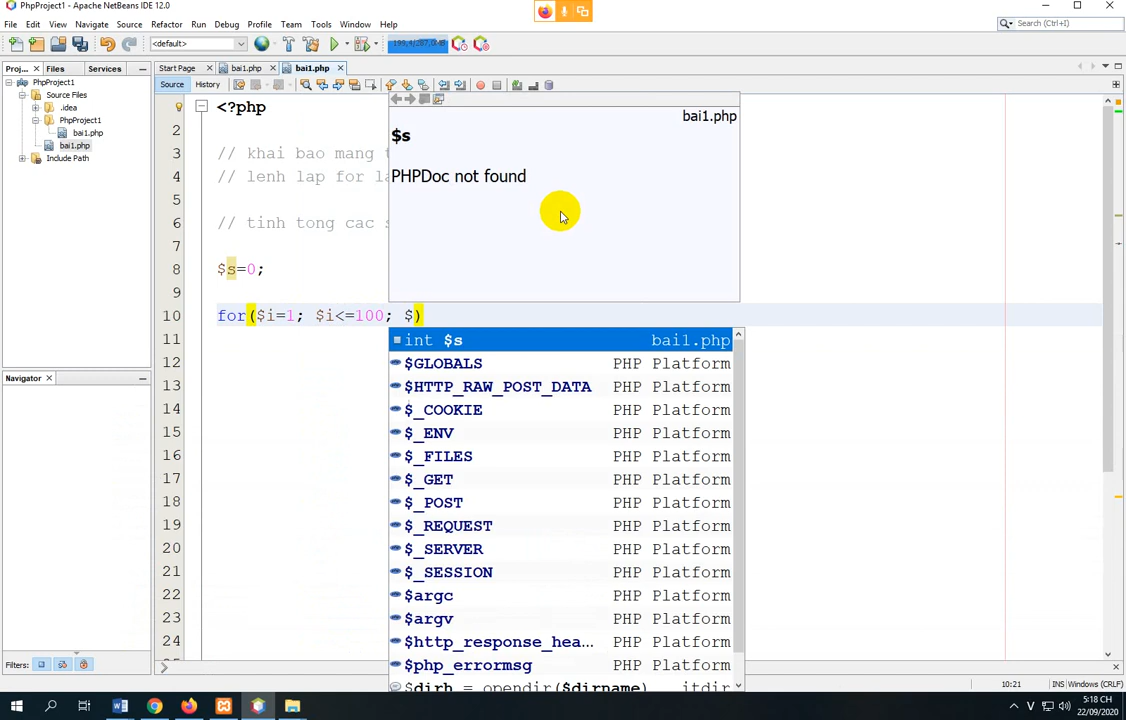 PhpProject1 - Apache NetBeans IDE 12.0
File Edit View Navigate Source Refactor Run Debug Profile Team Tools Window Help
Search (Ctrl+I)
<default>
Proj... Files Services
Start Page bai1.php bai1.php
Source History
PhpProject1
Source Files
.idea
PhpProject1
bai1.php
bai1.php
Include Path
Navigator
Filters:
<?php
2
3 // khai bao mang t
4 // lenh lap for la
5
6 // tinh tong cac s
7
8 $s=0;
9
10 for($i=1; $i<=100; $)
11
12
13
14
15
16
17
18
19
20
21
22
23
24
bai1.php
$s
PHPDoc not found
int $s bai1.php
$GLOBALS PHP Platform
$HTTP_RAW_POST_DATA PHP Platform
$_COOKIE PHP Platform
$_ENV PHP Platform
$_FILES PHP Platform
$_GET PHP Platform
$_POST PHP Platform
$_REQUEST PHP Platform
$_SERVER PHP Platform
$_SESSION PHP Platform
$argc PHP Platform
$argv PHP Platform
$http_response_hea... PHP Platform
$php_errormsg PHP Platform
$dirh = opendir($dirname) itdir
10:21 INS Windows (CRLF)
V 5:18 CH
22/09/2020